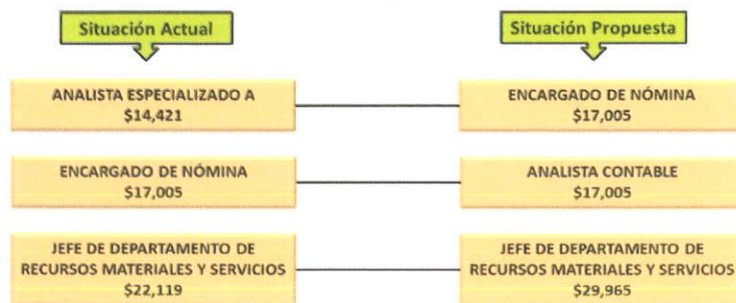 Situación Actual
Situación Propuesta
ANALISTA ESPECIALIZADO A
$14,421
ENCARGADO DE NÓMINA
$17,005
ENCARGADO DE NÓMINA
$17,005
ANALISTA CONTABLE
$17,005
JEFE DE DEPARTAMENTO DE
RECURSOS MATERIALES Y SERVICIOS
$22,119
JEFE DE DEPARTAMENTO DE
RECURSOS MATERIALES Y SERVICIOS
$29,965